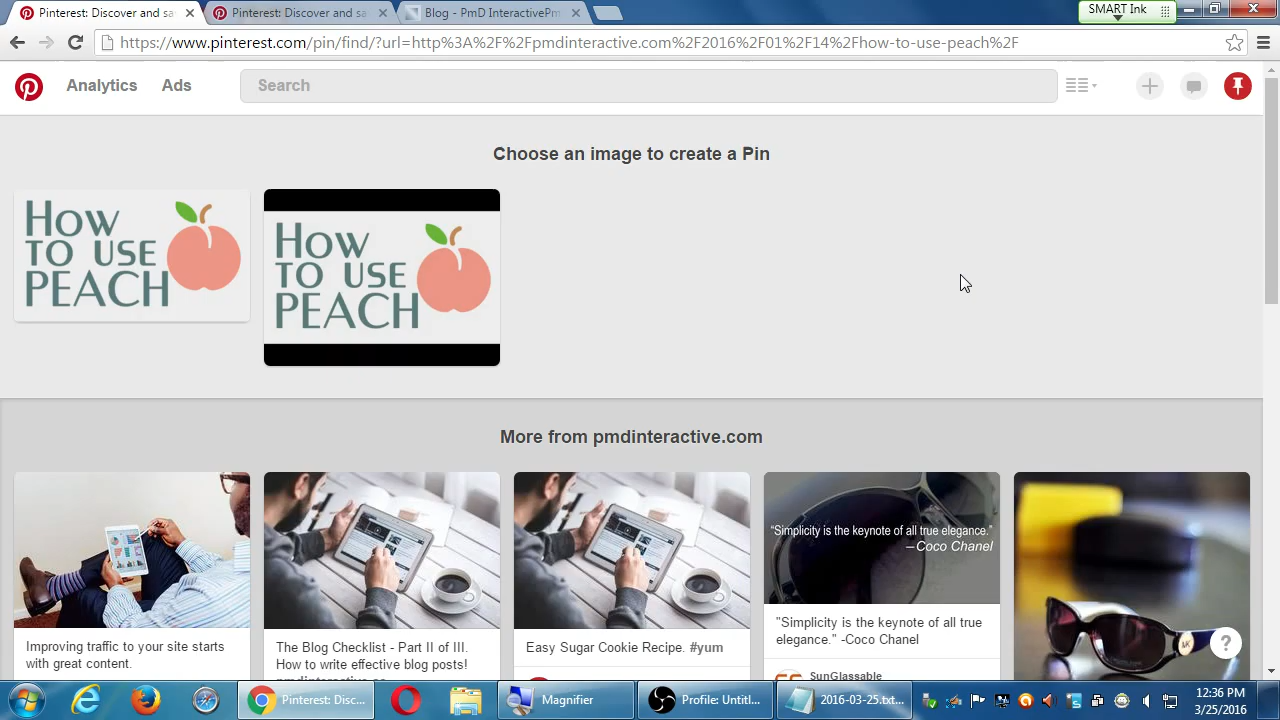 Pinterest: Discover and sa
Pinterest: Discover and sa
Blog - PmD InteractivePm
SMART Ink
https://www.pinterest.com/pin/find/?url=http%3A%2F%2Fpmdinteractive.com%2F2016%2F01%2F14%2Fhow-to-use-peach%2F
Analytics
Ads
Search
Choose an image to create a Pin
HOW
TO USE
PEACH
HOW
TO USE
PEACH
More from pmdinteractive.com
"Simplicity is the keynote of all true elegance."
—Coco Chanel
Improving traffic to your site starts
with great content.
The Blog Checklist - Part II of III.
How to write effective blog posts!
Easy Sugar Cookie Recipe. #yum
"Simplicity is the keynote of all true
elegance." -Coco Chanel
SunGlassable
?
Pinterest: Disc...
Magnifier
Profile: Untitl...
2016-03-25.txt...
12:36 PM
3/25/2016